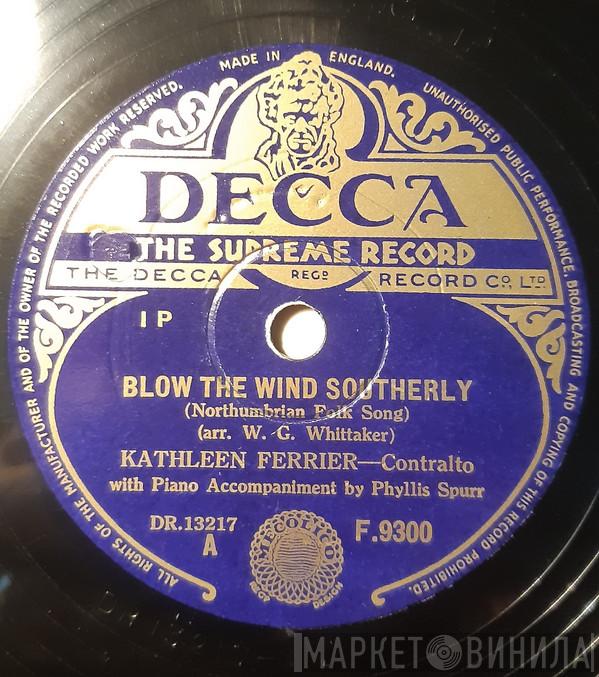 MADE IN ENGLAND.
ALL RIGHTS OF THE MANUFACTURER AND OF THE OWNER OF THE RECORDED WORK RESERVED.
UNAUTHORISED PUBLIC PERFORMANCE, BROADCASTING AND COPYING OF THIS RECORD PROHIBITED.
DECCA
THE SUPREME RECORD
THE DECCA REGD RECORD CO. LTD.
1 P
BLOW THE WIND SOUTHERLY
(Northumbrian Folk Song)
(arr. W. G. Whittaker)
KATHLEEN FERRIER—Contralto
with Piano Accompaniment by Phyllis Spurr
DR.13217
A
F.9300
MECOLICO
REGD DESIGN
МАРКЕТ ВИНИЛА